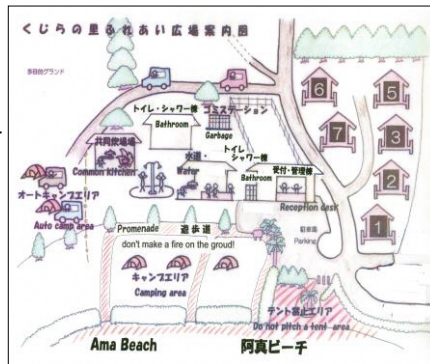 くじらの里ふれあい広場案内図
多目的グランド
トイレ・シャワー棟
Bathroom
ゴミステーション
Garbage
共同炊場場
Common kitchen
水道・
Water
トイレ・
シャワー棟
Bathroom
受付・管理棟
Reception desk
オートキャンプエリア
Auto camp area
Promenade 遊歩道
don't make a fire on the groud!
駐車場
Parking
キャンプエリア
Camping area
テント禁止エリア
Do not pitch a tent area
Ama Beach 阿真ビーチ
6
5
7
3
2
1